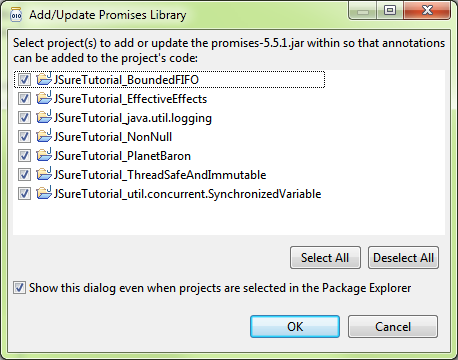 Add/Update Promises Library
Select project(s) to add or update the promises-5.5.1.jar within so that annotations
can be added to the project's code:
JSureTutorial_BoundedFIFO
JSureTutorial_EffectiveEffects
JSureTutorial_java.util.logging
JSureTutorial_NonNull
JSureTutorial_PlanetBaron
JSureTutorial_ThreadSafeAndImmutable
JSureTutorial_util.concurrent.SynchronizedVariable
Select All
Deselect All
Show this dialog even when projects are selected in the Package Explorer
OK
Cancel